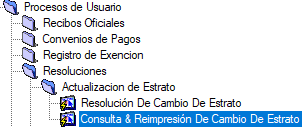 Procesos de Usuario
Recibos Oficiales
Convenios de Pagos
Registro de Exencion
Resoluciones
Actualizacion de Estrato
Resolución De Cambio De Estrato
Consulta & Reimpresión De Cambio De Estrato